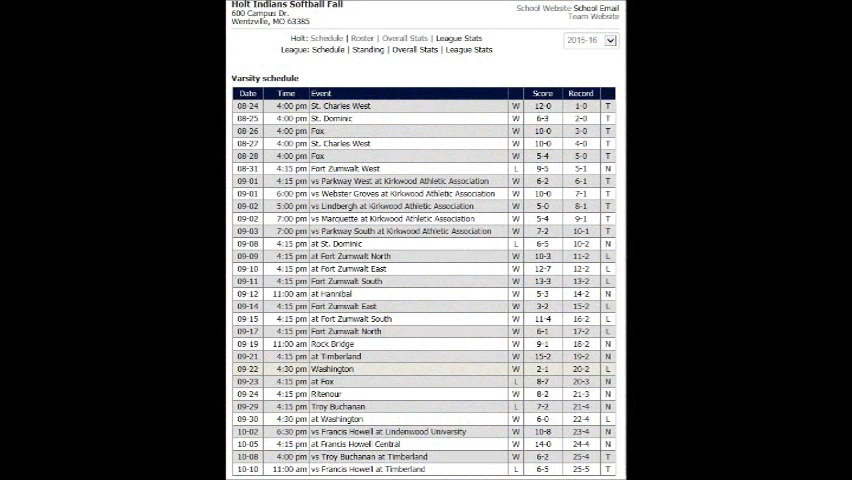 Holt Indians Softball Fall
600 Campus Dr.
Wentzville, MO 63385
School Website School Email
Team Website
Holt: Schedule | Roster | Overall Stats | League Stats
League: Schedule | Standing | Overall Stats | League Stats
2015-16
Varsity schedule
Date Time Event Score Record
08-24 4:00 pm St. Charles West W 12-0 1-0 T
08-25 4:00 pm St. Dominic W 6-3 2-0 T
08-26 4:00 pm Fox W 10-0 3-0 T
08-27 4:00 pm St. Charles West W 10-0 4-0 T
08-28 4:00 pm Fox W 5-4 5-0 T
08-31 4:15 pm Fort Zumwalt West L 9-5 5-1 N
09-01 4:15 pm vs Parkway West at Kirkwood Athletic Association W 6-2 6-1 T
09-01 6:00 pm vs Webster Groves at Kirkwood Athletic Association W 10-0 7-1 T
09-02 5:00 pm vs Lindbergh at Kirkwood Athletic Association W 5-0 8-1 T
09-02 7:00 pm vs Marquette at Kirkwood Athletic Association W 5-4 9-1 T
09-03 7:00 pm vs Parkway South at Kirkwood Athletic Association W 7-2 10-1 T
09-08 4:15 pm at St. Dominic L 6-5 10-2 N
09-09 4:15 pm at Fort Zumwalt North W 10-3 11-2 L
09-10 4:15 pm at Fort Zumwalt East W 12-7 12-2 L
09-11 4:15 pm Fort Zumwalt South W 13-3 13-2 L
09-12 11:00 am at Hannibal W 5-3 14-2 N
09-14 4:15 pm Fort Zumwalt East W 3-2 15-2 L
09-15 4:15 pm at Fort Zumwalt South W 11-4 16-2 L
09-17 4:15 pm Fort Zumwalt North W 6-1 17-2 L
09-19 11:00 am Rock Bridge W 9-1 18-2 N
09-21 4:15 pm at Timberland W 15-2 19-2 N
09-22 4:30 pm Washington W 2-1 20-2 L
09-23 4:15 pm at Fox L 8-7 20-3 N
09-24 4:15 pm Ritenour W 8-2 21-3 N
09-29 4:15 pm Troy Buchanan L 7-2 21-4 N
09-30 4:30 pm at Washington W 6-0 22-4 L
10-02 6:30 pm vs Francis Howell at Lindenwood University W 10-8 23-4 N
10-05 4:15 pm at Francis Howell Central W 14-0 24-4 N
10-08 4:00 pm vs Troy Buchanan at Timberland W 6-2 25-4 T
10-10 11:00 am vs Francis Howell at Timberland L 6-5 25-5 T